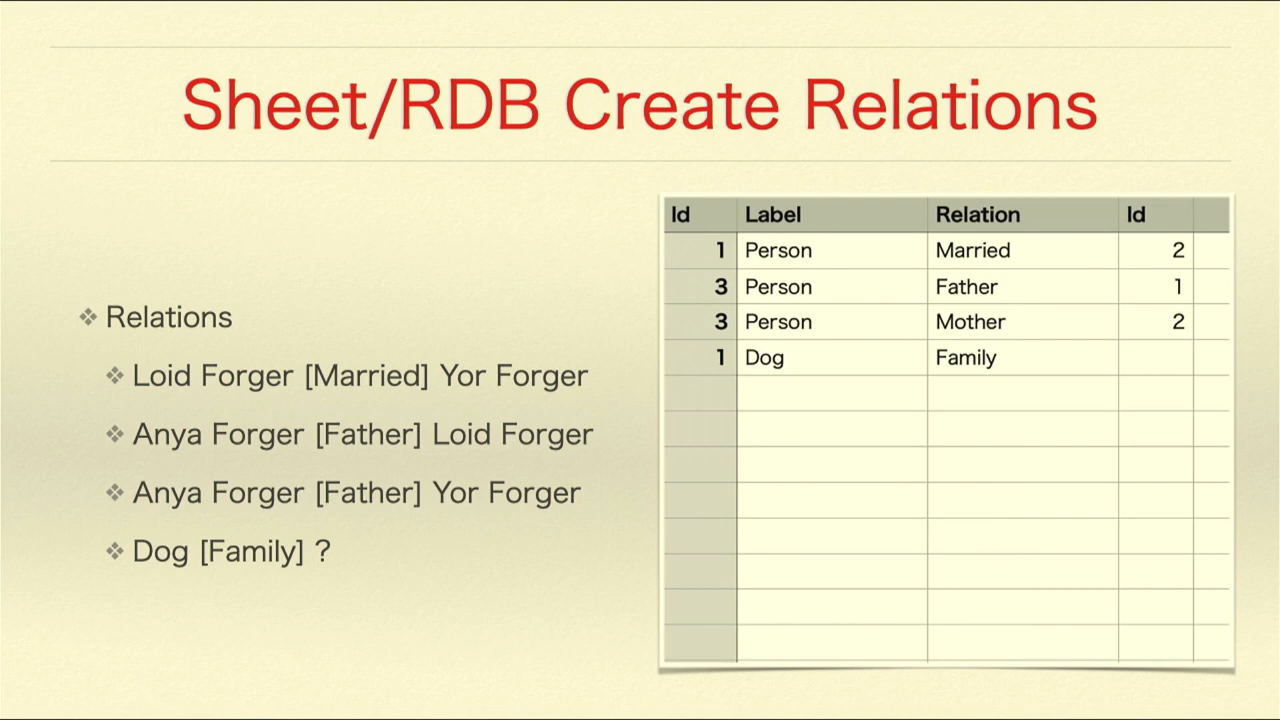 Sheet/RDB Create Relations
❖ Relations
❖ Loid Forger [Married] Yor Forger
❖ Anya Forger [Father] Loid Forger
❖ Anya Forger [Father] Yor Forger
❖ Dog [Family] ?
Id Label Relation Id
1 Person Married 2
3 Person Father 1
3 Person Mother 2
1 Dog Family